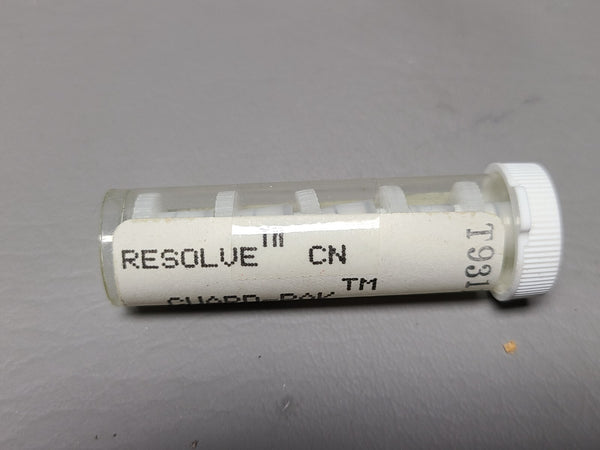 RESOLVE™ CN
GUARD-PAK™
T931